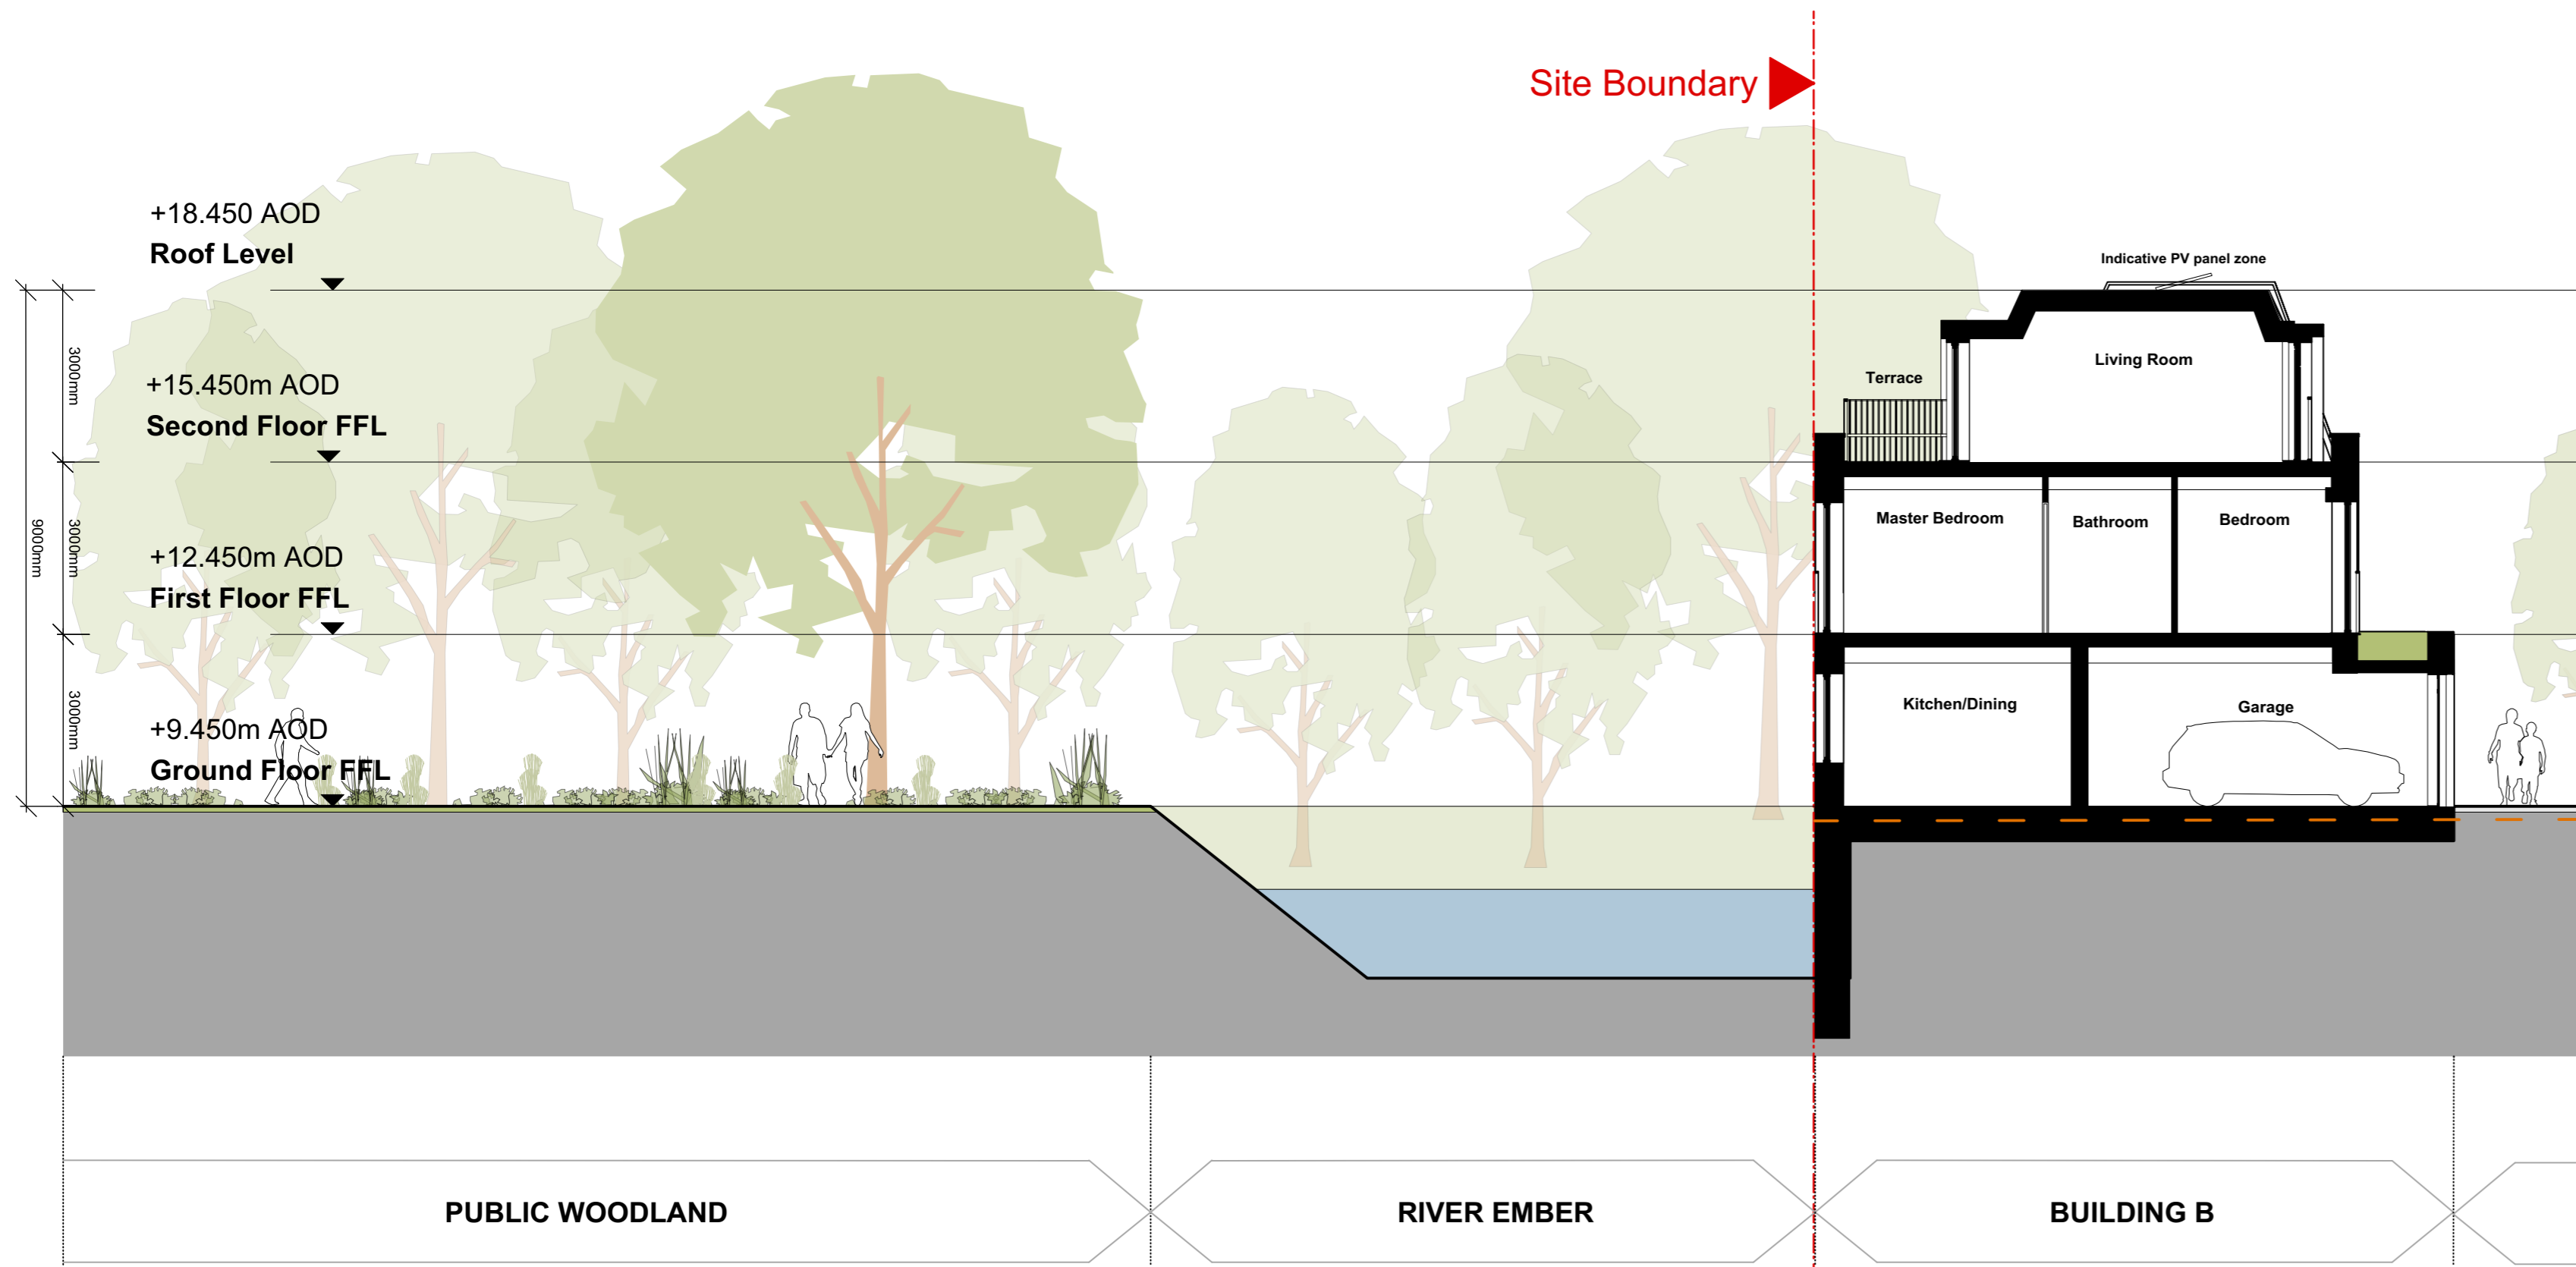 Site Boundary
+18.450 AOD
Roof Level
Indicative PV panel zone
3000mm
Living Room
+15.450m AOD
Second Floor FFL
Terrace
9000mm
3000mm
+12.450m AOD
First Floor FFL
Master Bedroom
Bathroom
Bedroom
3000mm
+9.450m AOD
Ground Floor FFL
Kitchen/Dining
Garage
PUBLIC WOODLAND
RIVER EMBER
BUILDING B